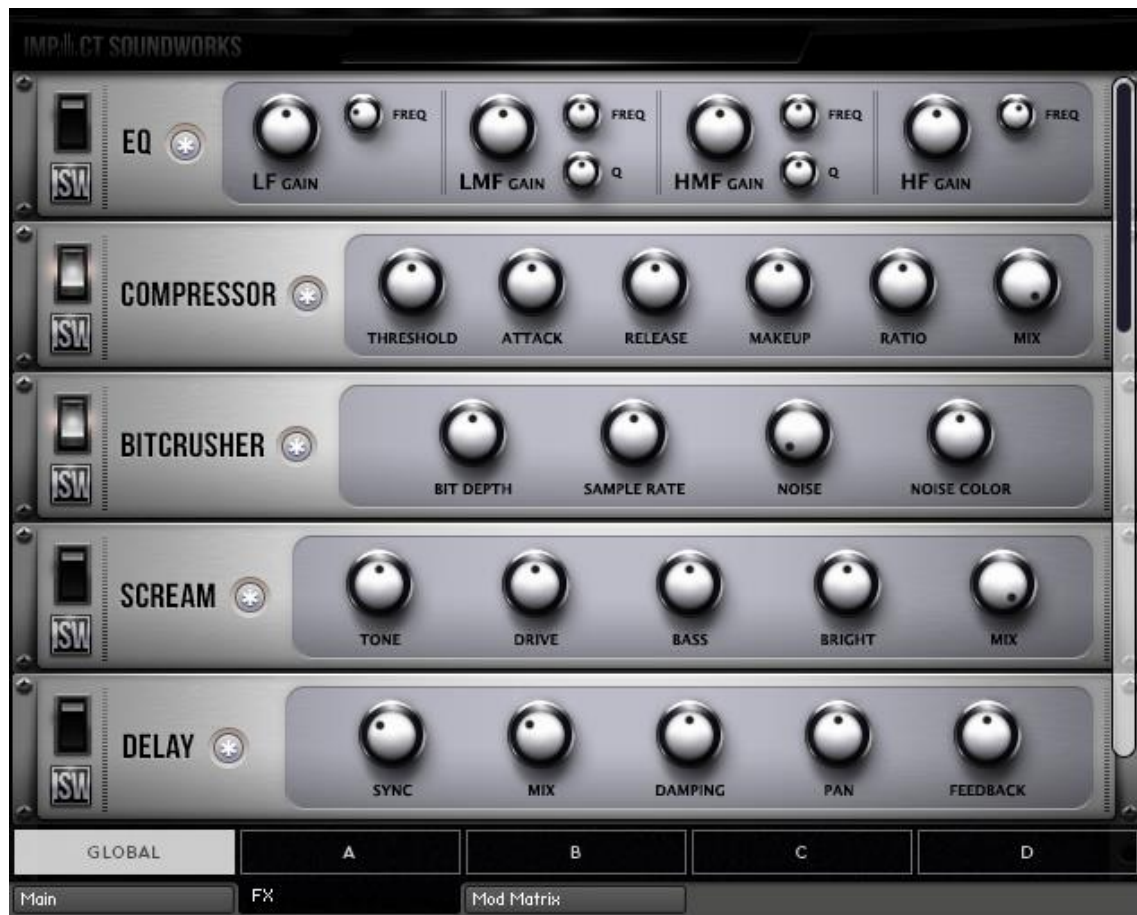 IMPACT SOUNDWORKS
EQ
LF GAIN
FREQ
LMF GAIN
FREQ
Q
HMF GAIN
FREQ
Q
HF GAIN
FREQ
ISW
COMPRESSOR
THRESHOLD
ATTACK
RELEASE
MAKEUP
RATIO
MIX
ISW
BITCRUSHER
BIT DEPTH
SAMPLE RATE
NOISE
NOISE COLOR
ISW
SCREAM
TONE
DRIVE
BASS
BRIGHT
MIX
ISW
DELAY
SYNC
MIX
DAMPING
PAN
FEEDBACK
ISW
GLOBAL
A
B
C
D
Main
FX
Mod Matrix